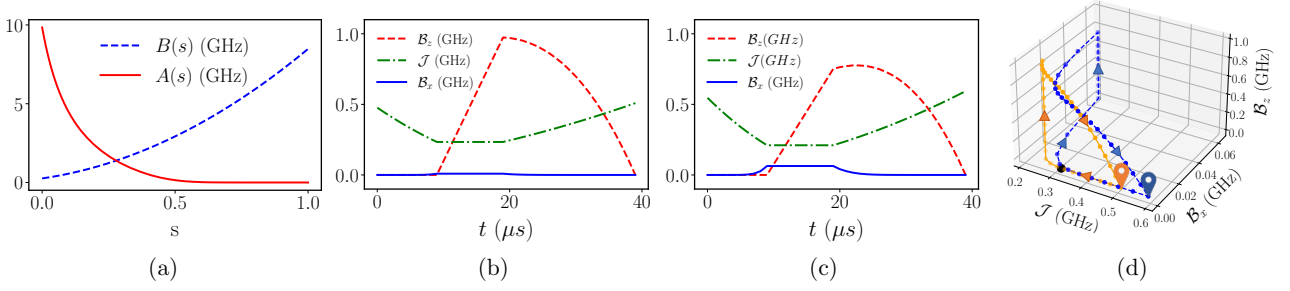 10
5
0
B(s) (GHz)
A(s) (GHz)
0.0 0.5 1.0
s
(a)
1.0
0.5
0.0
𝓑z (GHz)
𝓙 (GHz)
𝓑x (GHz)
0 20 40
t (μs)
(b)
1.0
0.5
0.0
𝓑z(GHz)
𝓙(GHz)
𝓑x (GHz)
0 20 40
t (μs)
(c)
1.0
0.8
0.6
0.4
0.2
0.0
𝓑z (GHz)
0.06
0.04
0.02
0.00
𝓑x (GHz)
0.2 0.3 0.4 0.5 0.6
𝓙 (GHz)
(d)